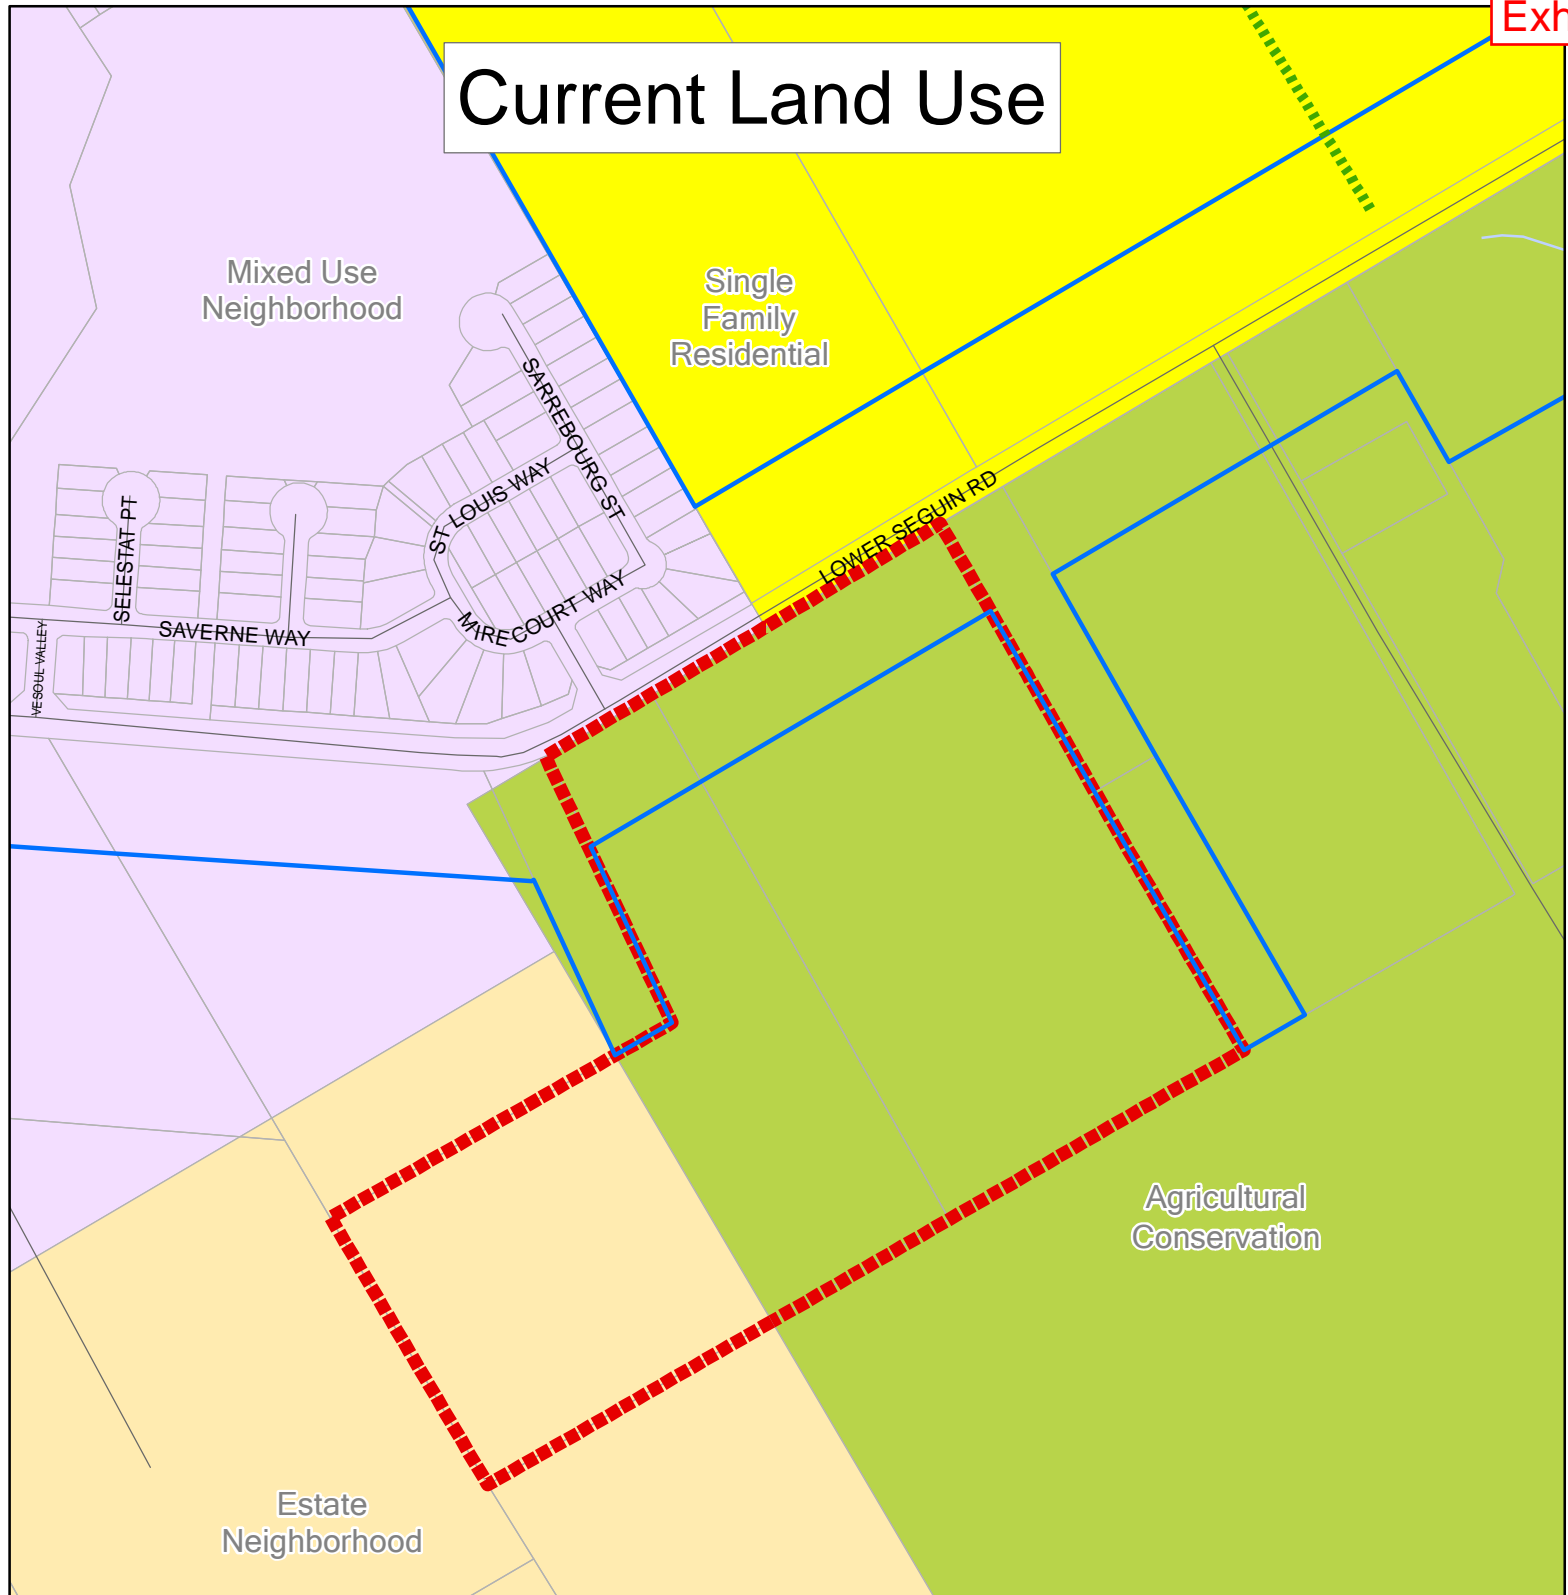 Exh
Current Land Use
Mixed Use
Neighborhood
Single
Family
Residential
SARREBOURG ST
ST LOUIS WAY
LOWER SEGUIN RD
SELESTAT PT
MIRECOURT WAY
SAVERNE WAY
VESOUL VALLEY
Agricultural
Conservation
Estate
Neighborhood